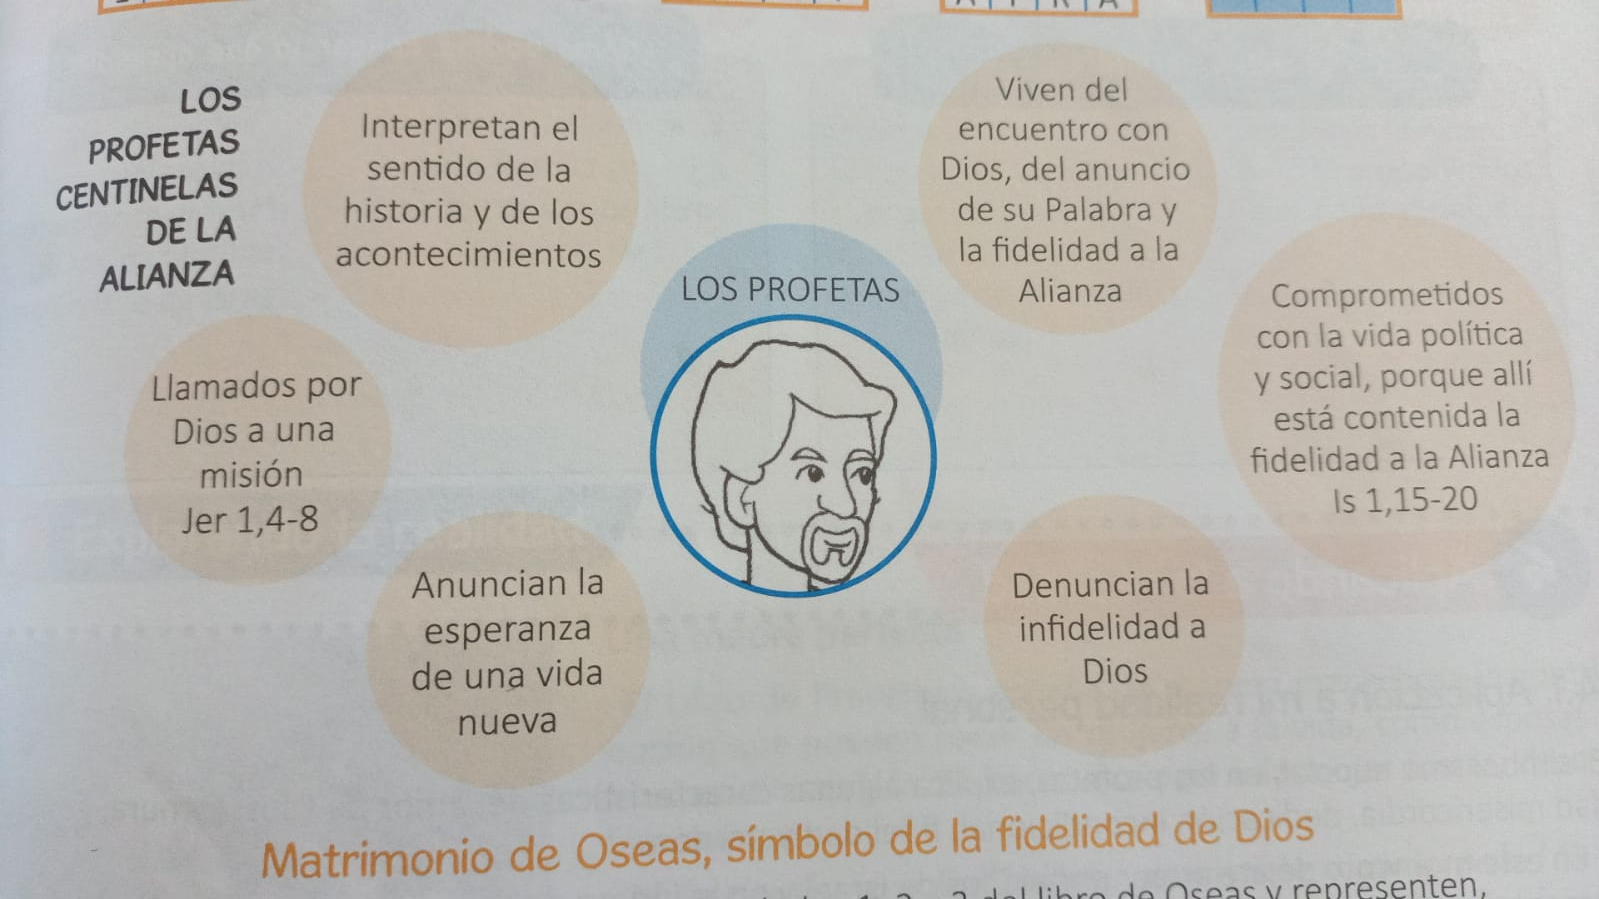 LOS
PROFETAS
CENTINELAS
DE LA
ALIANZA
Interpretan el
sentido de la
historia y de los
acontecimientos
Viven del
encuentro con
Dios, del anuncio
de su Palabra y
la fidelidad a la
Alianza
LOS PROFETAS
Comprometidos
con la vida política
y social, porque allí
está contenida la
fidelidad a la Alianza
Is 1,15-20
Llamados por
Dios a una
misión
Jer 1,4-8
Anuncian la
esperanza
de una vida
nueva
Denuncian la
infidelidad a
Dios
Matrimonio de Oseas, símbolo de la fidelidad de Dios
del libro de Oseas y representen,